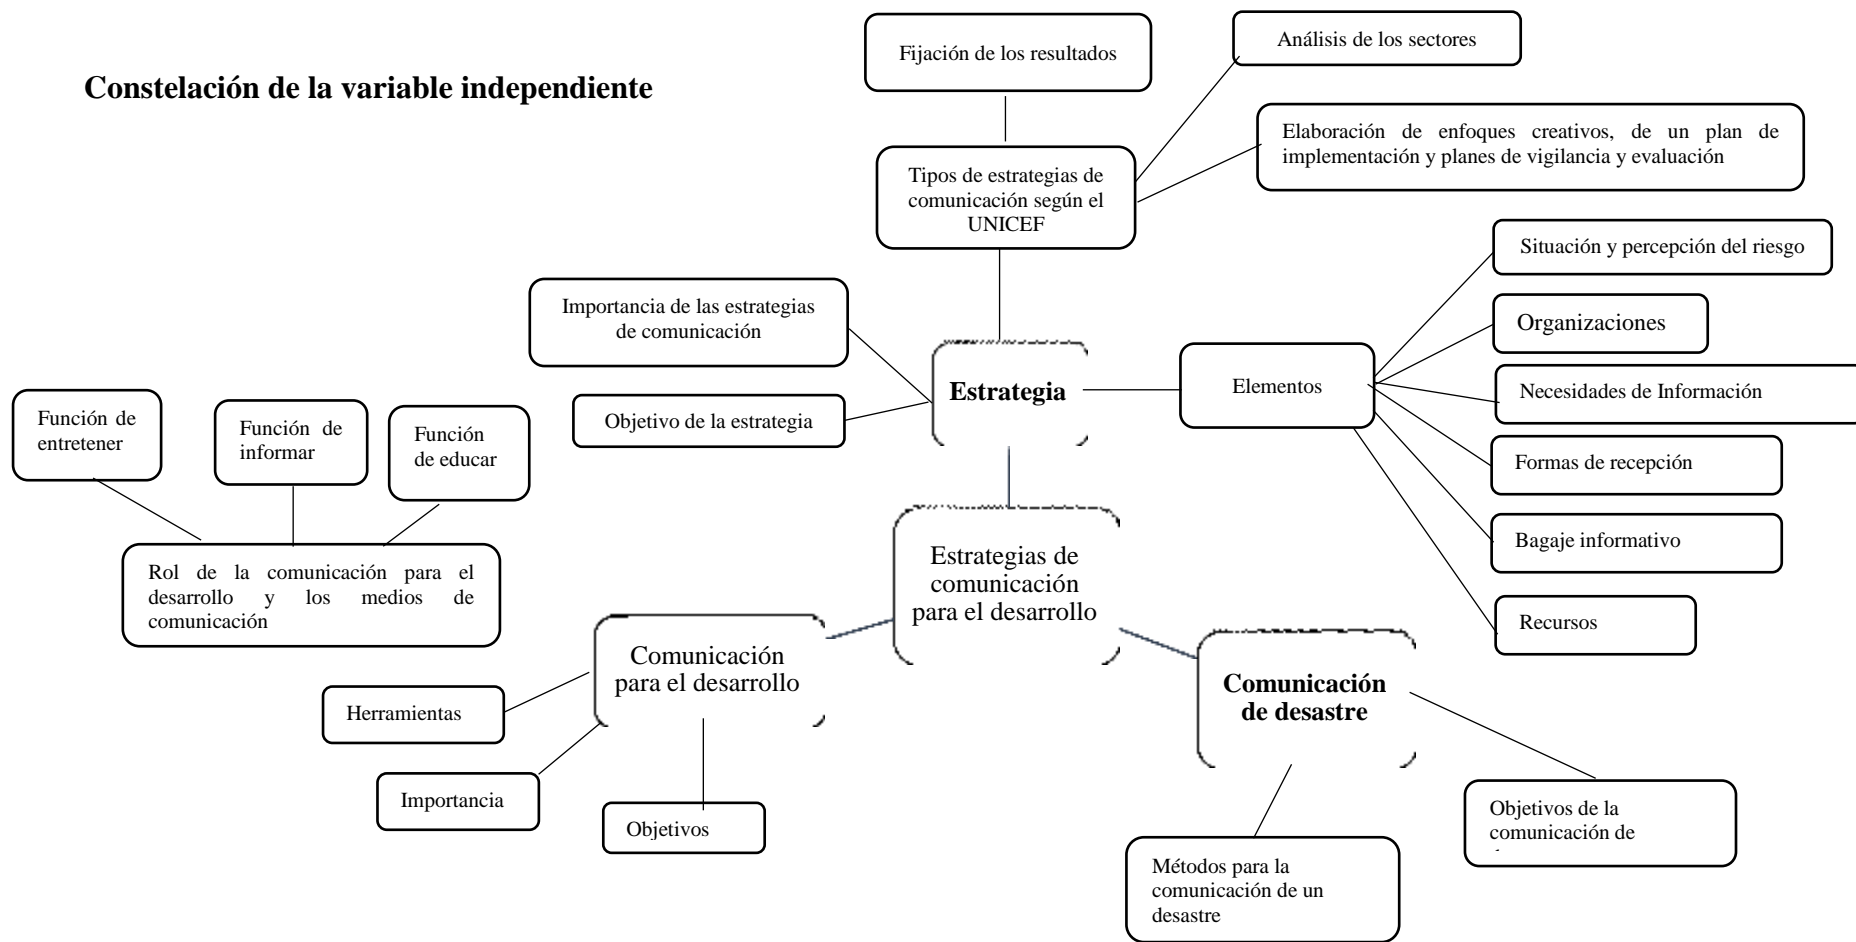 Constelación de la variable independiente
Fijación de los resultados
Análisis de los sectores
Elaboración de enfoques creativos, de un plan de
implementación y planes de vigilancia y evaluación
Tipos de estrategias de
comunicación según el
UNICEF
Situación y percepción del riesgo
Importancia de las estrategias
de comunicación
Organizaciones
Estrategia
Elementos
Necesidades de Información
Objetivo de la estrategia
Función de
entretener
Función de
informar
Función
de educar
Formas de recepción
Bagaje informativo
Estrategias de
comunicación
para el desarrollo
Rol de la comunicación para el
desarrollo y los medios de
comunicación
Recursos
Comunicación
para el desarrollo
Comunicación
de desastre
Herramientas
Importancia
Objetivos
Objetivos de la
comunicación de
Métodos para la
comunicación de un
desastre